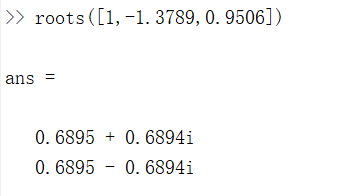 >> roots([1,-1.3789,0.9506])
ans =
0.6895 + 0.6894i
0.6895 - 0.6894i